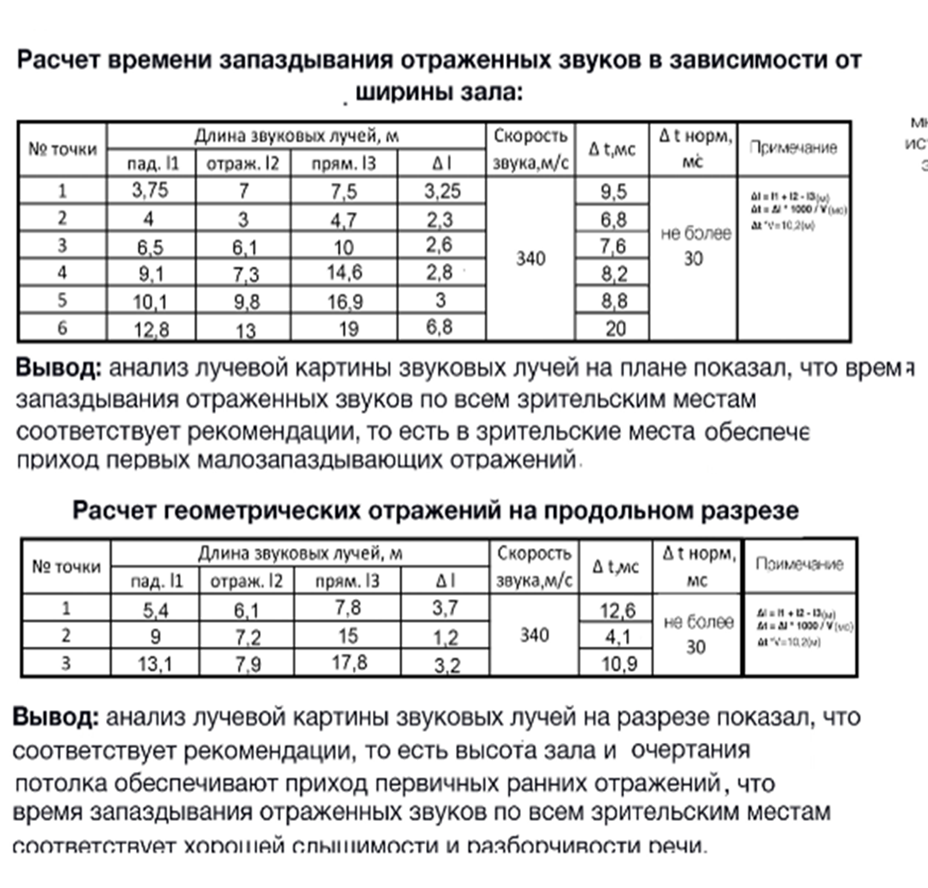 Расчет времени запаздывания отраженных звуков в зависимости от
ширины зала:
№ точки Длина звуковых лучей, м Скорость звука,м/с Δ t,мс Δ t норм, мс Примечание
пад. l1 отраж. l2 прям. l3 Δ l
1 3,75 7 7,5 3,25 9,5
2 4 3 4,7 2,3 6,8
3 6,5 6,1 10 2,6 7,6
4 9,1 7,3 14,6 2,8 8,2
5 10,1 9,8 16,9 3 8,8
6 12,8 13 19 6,8 20
340
не более
30
Δl = l1 + l2 - l3(м)
Δt = Δl * 1000 / V(мс)
Δt *V=10,2(м)
Вывод: анализ лучевой картины звуковых лучей на плане показал, что время
запаздывания отраженных звуков по всем зрительским местам
соответствует рекомендации, то есть в зрительские места обеспече
приход первых малозапаздывающих отражений.
Расчет геометрических отражений на продольном разрезе
№ точки Длина звуковых лучей, м Скорость звука,м/с Δ t,мс Δ t норм, мс Примечание
пад. l1 отраж. l2 прям. l3 Δ l
1 5,4 6,1 7,8 3,7 12,6
2 9 7,2 15 1,2 4,1
3 13,1 7,9 17,8 3,2 10,9
340
не более
30
Δl = l1 + l2 - l3(м)
Δt = Δl * 1000 / V(мс)
Δt *V=10,2(м)
Вывод: анализ лучевой картины звуковых лучей на разрезе показал, что
соответствует рекомендации, то есть высота зала и очертания
потолка обеспечивают приход первичных ранних отражений, что
время запаздывания отраженных звуков по всем зрительским местам
соответствует хорошей слышимости и разборчивости речи.